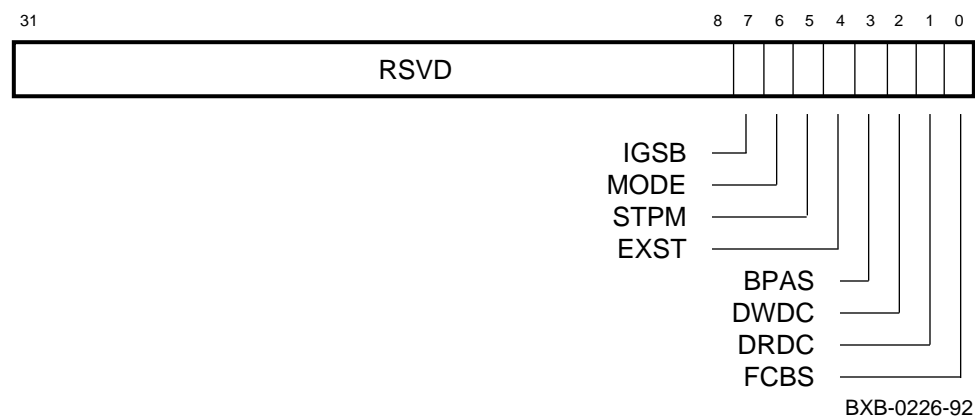 31 8 7 6 5 4 3 2 1 0
RSVD
IGSB
MODE
STPM
EXST
BPAS
DWDC
DRDC
FCBS
BXB-0226-92